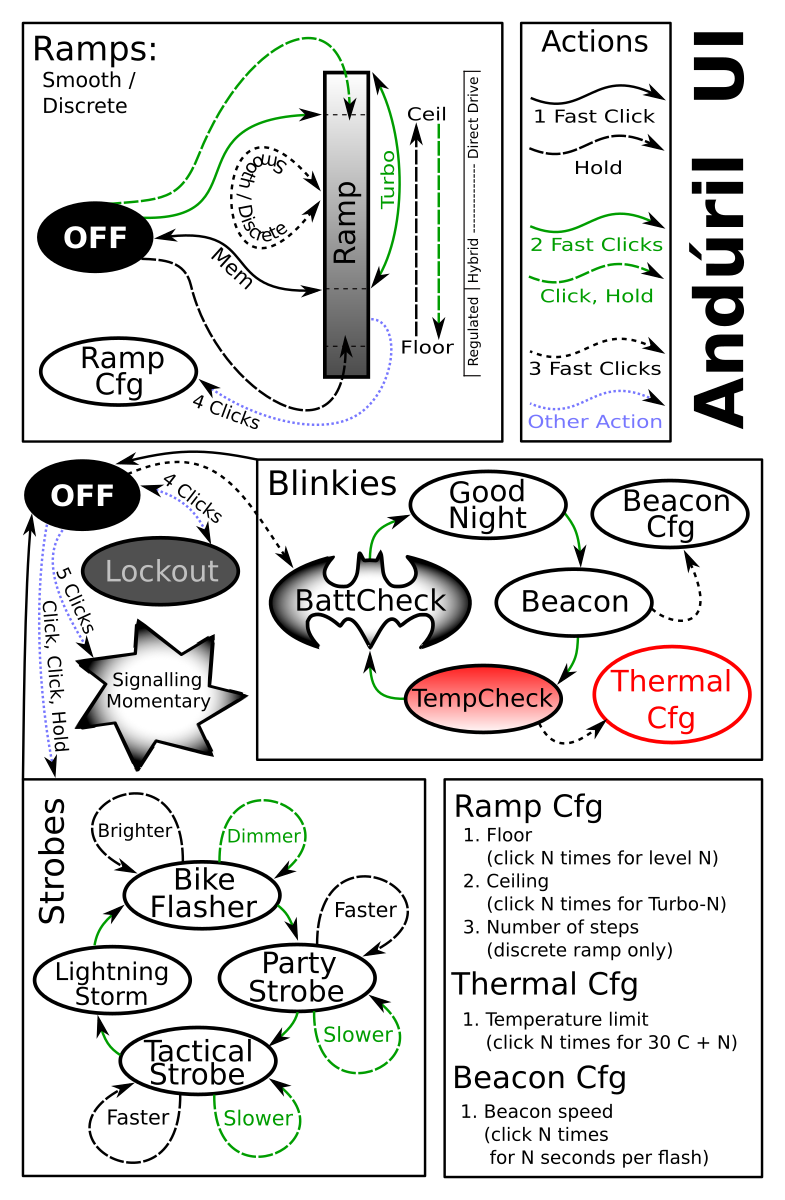 Ramps:
Smooth /
Discrete
OFF
Smooth / Discrete
Mem
Ramp
Turbo
Ceil
Floor
Regulated | Hybrid --------------- Direct Drive
Ramp
Cfg
4 Clicks
Actions
1 Fast Click
Hold
2 Fast Clicks
Click, Hold
3 Fast Clicks
Other Action
Andúril UI
OFF
4 Clicks
Lockout
5 Clicks
Click, Click, Hold
Signalling
Momentary
Blinkies
Good
Night
Beacon
Cfg
BattCheck
Beacon
TempCheck
Thermal
Cfg
Strobes
Brighter
Dimmer
Bike
Flasher
Faster
Lightning
Storm
Party
Strobe
Slower
Tactical
Strobe
Faster
Slower
Ramp Cfg
1. Floor
(click N times for level N)
2. Ceiling
(click N times for Turbo-N)
3. Number of steps
(discrete ramp only)
Thermal Cfg
1. Temperature limit
(click N times for 30 C + N)
Beacon Cfg
1. Beacon speed
(click N times
for N seconds per flash)